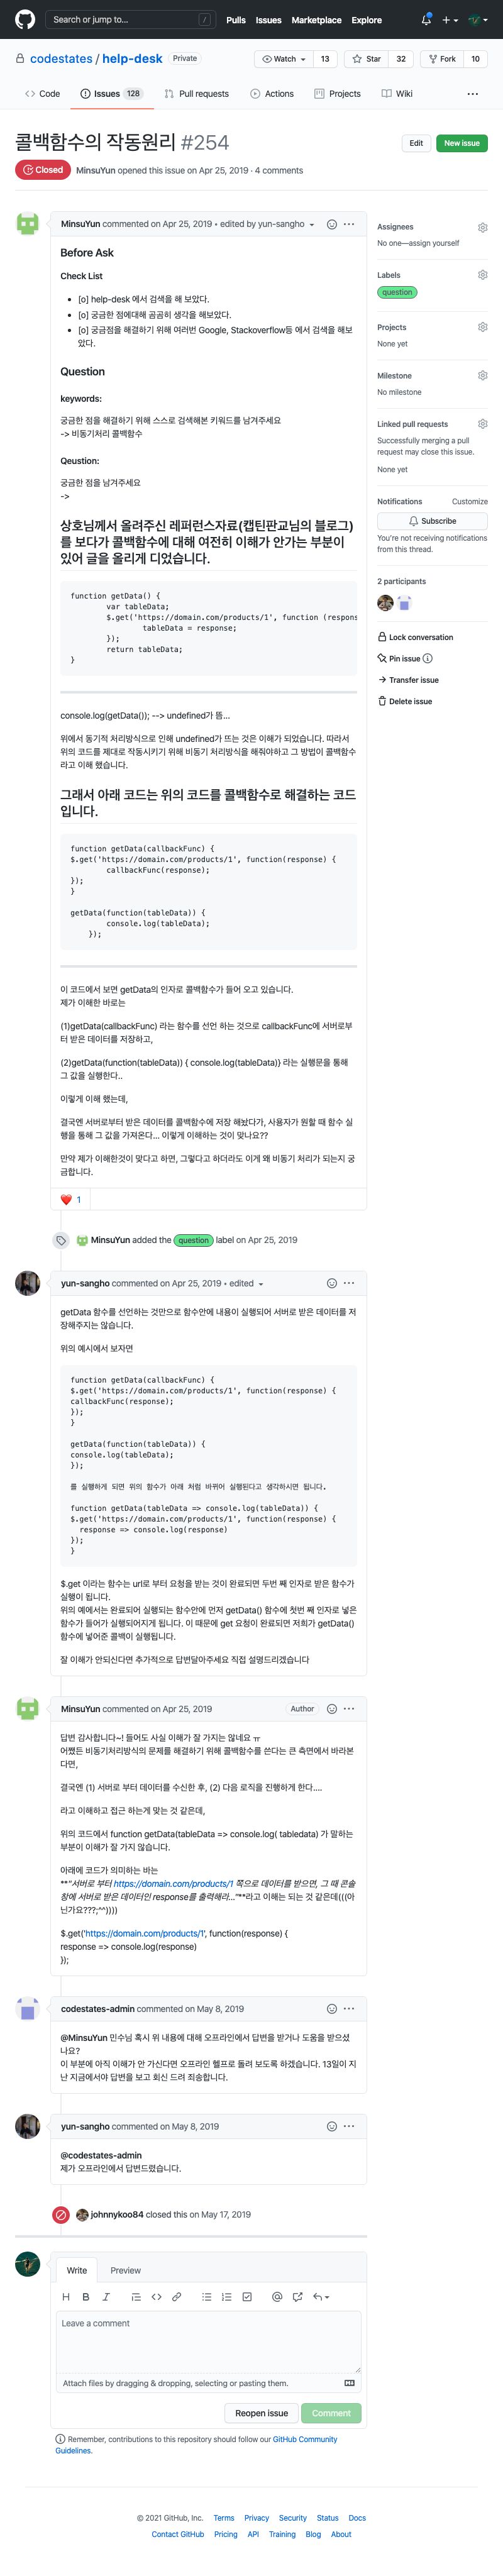 Search or jump to...
/
Pulls Issues Marketplace Explore
codestates / help-desk Private
Watch 13 Star 32 Fork 10
Code Issues 128 Pull requests Actions Projects Wiki
콜백함수의 작동원리 #254
Edit New issue
Closed MinsuYun opened this issue on Apr 25, 2019 · 4 comments
MinsuYun commented on Apr 25, 2019 • edited by yun-sangho
Before Ask
Check List
• [o] help-desk 에서 검색을 해 보았다.
• [o] 궁금한 점에대해 곰곰히 생각을 해보았다.
• [o] 궁금점을 해결하기 위해 여러번 Google, Stackoverflow등 에서 검색을 해보
았다.
Question
keywords:
궁금한 점을 해결하기 위해 스스로 검색해본 키워드를 남겨주세요
-> 비동기처리 콜백함수
Qeustion:
궁금한 점을 남겨주세요
->
상호님께서 올려주신 레퍼런스자료(캡틴판교님의 블로그)
를 보다가 콜백함수에 대해 여전히 이해가 안가는 부분이
있어 글을 올리게 디었습니다.
function getData() {
var tableData;
$.get('https://domain.com/products/1', function (respons
tableData = response;
});
return tableData;
}
console.log(getData()); --> undefined가 뜸...
위에서 동기적 처리방식으로 인해 undefined가 뜨는 것은 이해가 되었습니다. 따라서
위의 코드를 제대로 작동시키기 위해 비동기 처리방식을 해줘야하고 그 방법이 콜백함수
라고 이해 했습니다.
그래서 아래 코드는 위의 코드를 콜백함수로 해결하는 코드
입니다.
function getData(callbackFunc) {
$.get('https://domain.com/products/1', function(response) {
callbackFunc(response);
});
}
getData(function(tableData)) {
console.log(tableData);
});
이 코드에서 보면 getData의 인자로 콜백함수가 들어 오고 있습니다.
제가 이해한 바로는
(1)getData(callbackFunc) 라는 함수를 선언 하는 것으로 callbackFunc에 서버로부
터 받은 데이터를 저장하고,
(2)getData(function(tableData)) { console.log(tableData)} 라는 실행문을 통해
그 값을 실행한다..
이렇게 이해 했는데,
결국엔 서버로부터 받은 데이터를 콜백함수에 저장 해놨다가, 사용자가 원할 때 함수 실
행을 통해 그 값을 가져온다... 이렇게 이해하는 것이 맞나요??
만약 제가 이해한것이 맞다고 하면, 그렇다고 하더라도 이게 왜 비동기 처리가 되는지 궁
금합니다.
❤️ 1
MinsuYun added the question label on Apr 25, 2019
yun-sangho commented on Apr 25, 2019 • edited
getData 함수를 선언하는 것만으로 함수안에 내용이 실행되어 서버로 받은 데이터를 저
장해주지는 않습니다.
위의 예시에서 보자면
function getData(callbackFunc) {
$.get('https://domain.com/products/1', function(response) {
callbackFunc(response);
});
}
getData(function(tableData)) {
console.log(tableData);
});
를 실행하게 되면 위의 함수가 아래 처럼 바뀌어 실행된다고 생각하시면 됩니다.
function getData(tableData => console.log(tableData)) {
$.get('https://domain.com/products/1', function(response) {
response => console.log(response)
});
}
$.get 이라는 함수는 url로 부터 요청을 받는 것이 완료되면 두번 째 인자로 받은 함수가
실행이 됩니다.
위의 예에서는 완료되어 실행되는 함수안에 먼저 getData() 함수에 첫번 째 인자로 넣은
함수가 들어가 실행되어지게 됩니다. 이 때문에 get 요청이 완료되면 저희가 getData()
함수에 넣어준 콜백이 실행됩니다.
잘 이해가 안되신다면 추가적으로 답변달아주세요 직접 설명드리겠습니다
MinsuYun commented on Apr 25, 2019 Author
답변 감사합니다~! 들어도 사실 이해가 잘 가지는 않네요 ㅠ
어쨌든 비동기처리방식의 문제를 해결하기 위해 콜백함수를 쓴다는 큰 측면에서 바라본
다면,
결국엔 (1) 서버로 부터 데이터를 수신한 후, (2) 다음 로직을 진행하게 한다....
라고 이해하고 접근 하는게 맞는 것 같은데,
위의 코드에서 function getData(tableData => console.log( tabledata) 가 말하는
부분이 이해가 잘 가지 않습니다.
아래에 코드가 의미하는 바는
**"서버로 부터 https://domain.com/products/1 쪽으로 데이터를 받으면, 그 때 콘솔
창에 서버로 받은 데이터인 response를 출력해라..."**라고 이해는 되는 것 같은데(((아
닌가요???;^^))))
$.get('https://domain.com/products/1', function(response) {
response => console.log(response)
});
codestates-admin commented on May 8, 2019
@MinsuYun 민수님 혹시 위 내용에 대해 오프라인에서 답변을 받거나 도움을 받으셨
나요?
이 부분에 아직 이해가 안 가신다면 오프라인 헬프로 돌려 보도록 하겠습니다. 13일이 지
난 지금에서야 답변을 보고 회신 드려 죄송합니다.
yun-sangho commented on May 8, 2019
@codestates-admin
제가 오프라인에서 답변드렸습니다.
johnnykoo84 closed this on May 17, 2019
Write Preview
Leave a comment
Attach files by dragging & dropping, selecting or pasting them.
Reopen issue Comment
Remember, contributions to this repository should follow our GitHub Community
Guidelines.
Assignees
No one—assign yourself
Labels
question
Projects
None yet
Milestone
No milestone
Linked pull requests
Successfully merging a pull
request may close this issue.
None yet
Notifications Customize
Subscribe
You're not receiving notifications
from this thread.
2 participants
Lock conversation
Pin issue
Transfer issue
Delete issue
© 2021 GitHub, Inc. Terms Privacy Security Status Docs
Contact GitHub Pricing API Training Blog About